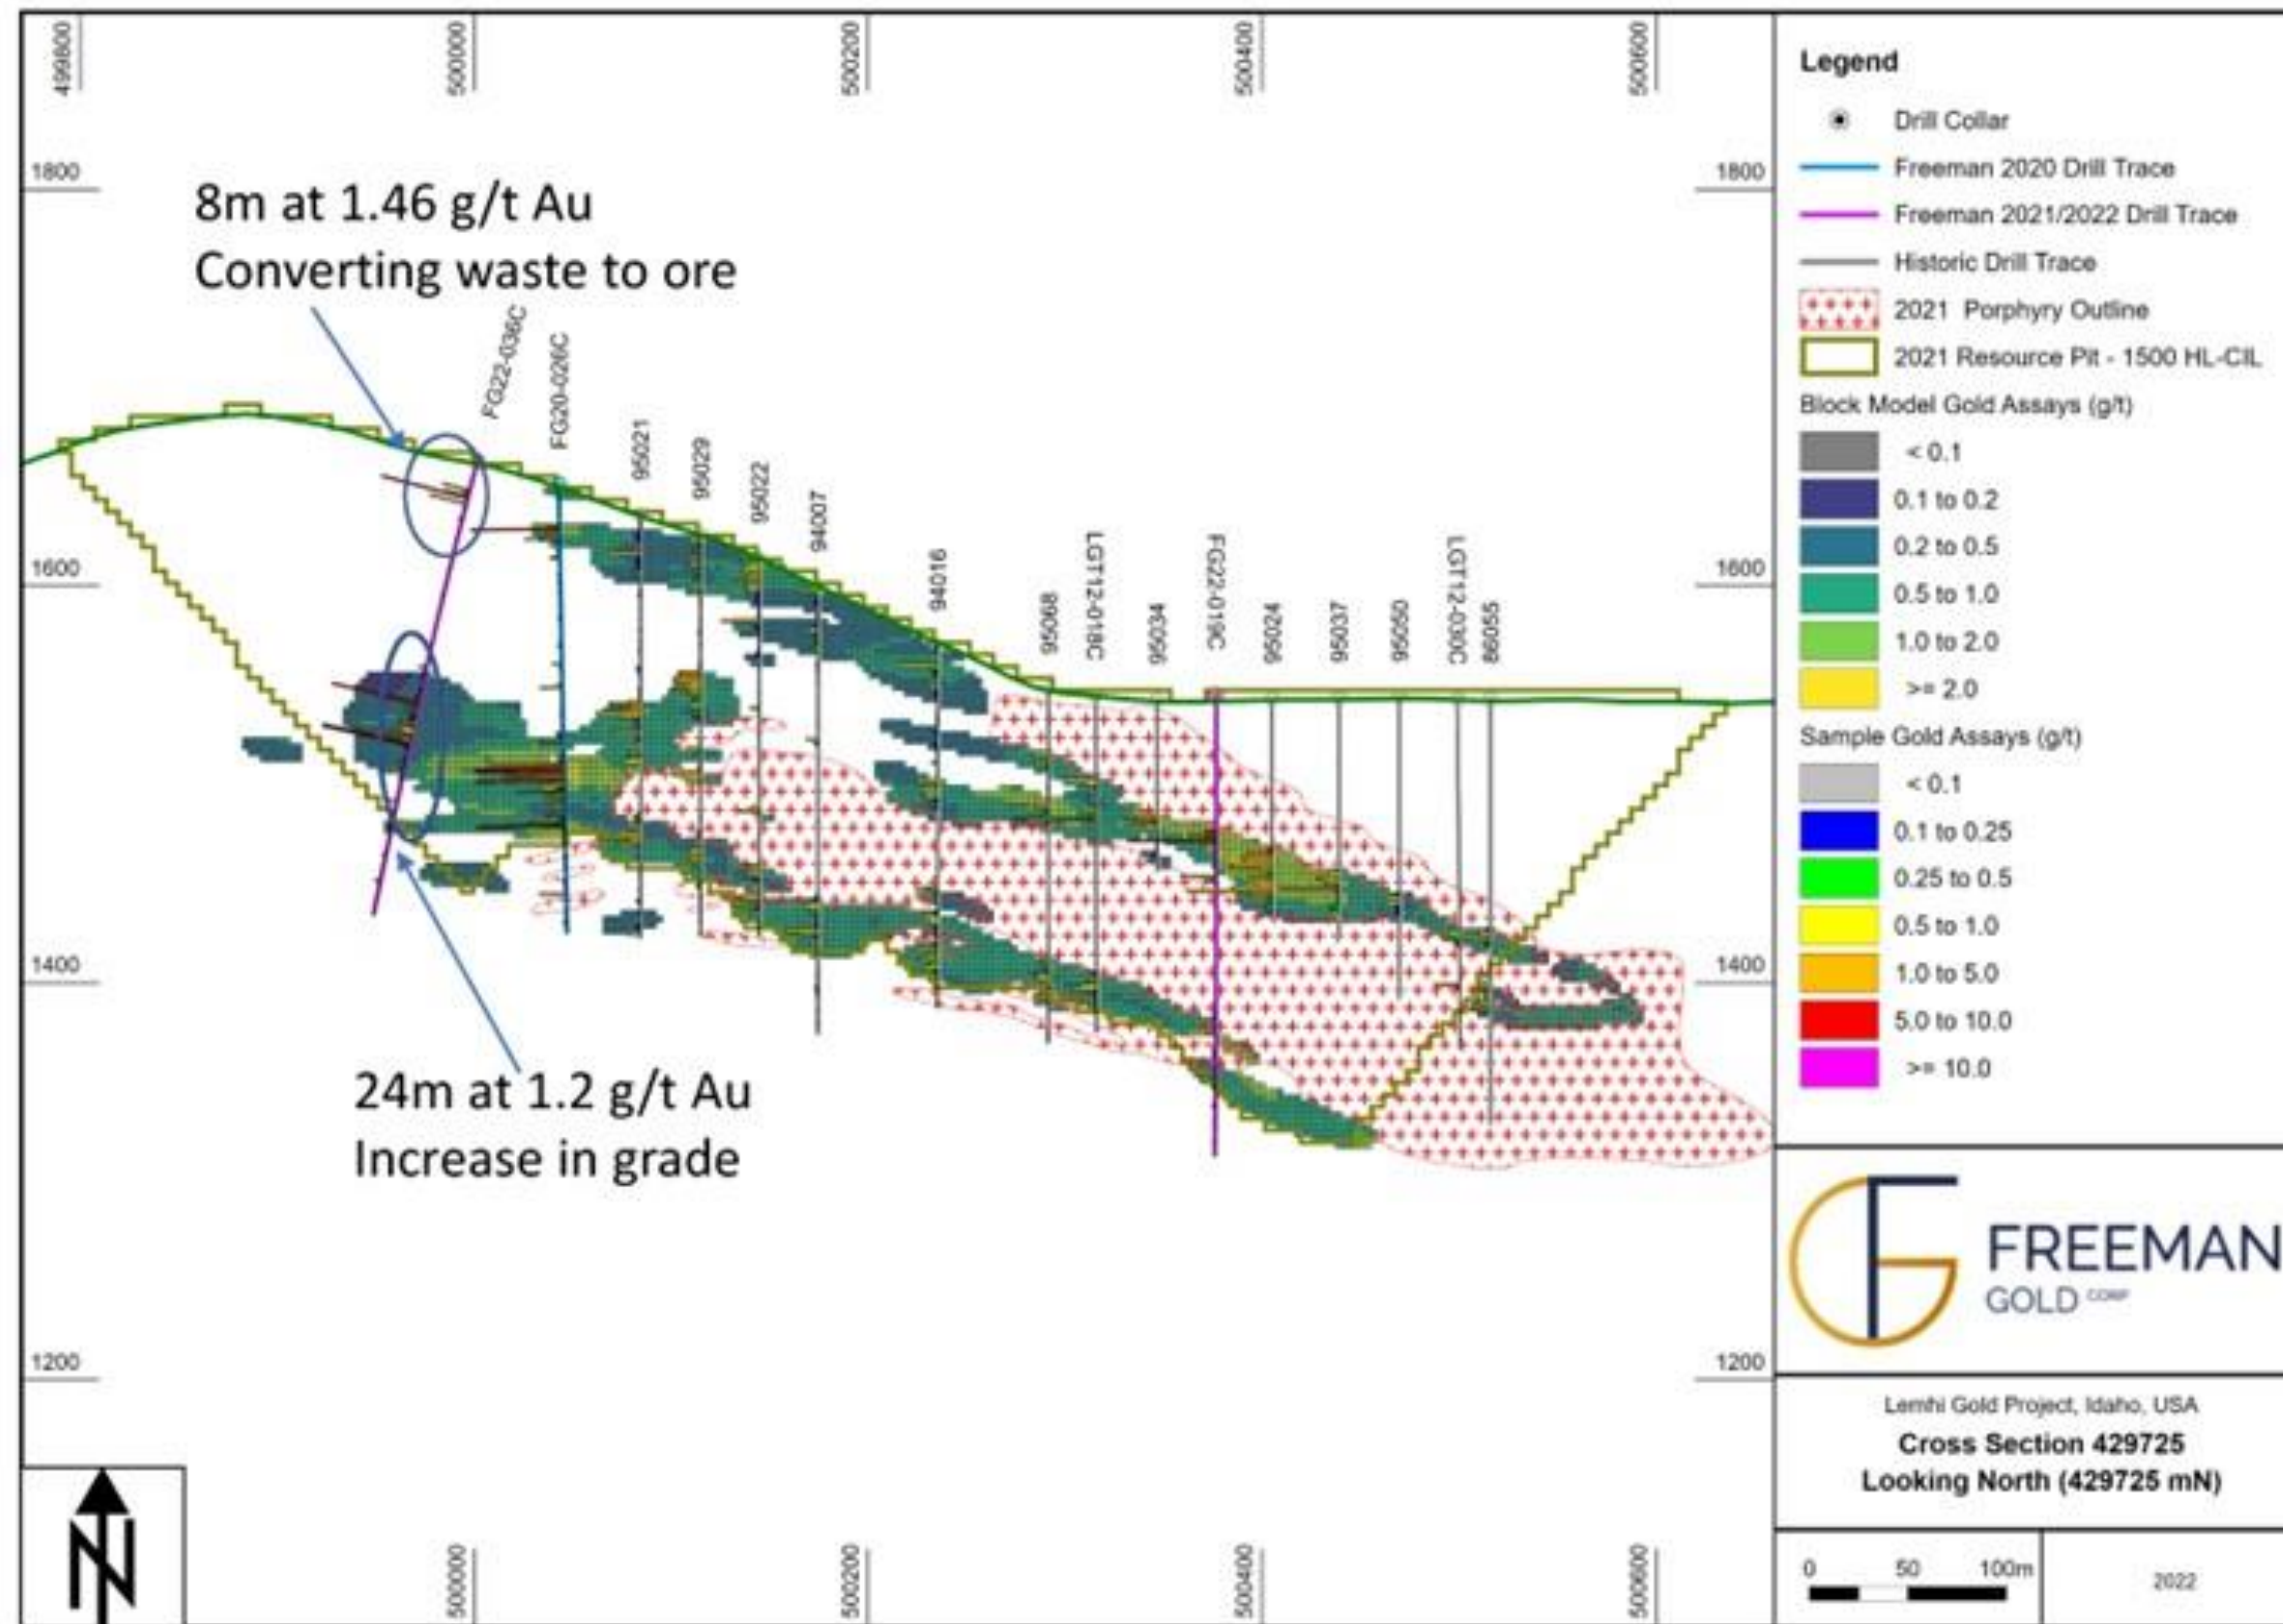 499800
500000
500200
500400
500600
1800
1800
8m at 1.46 g/t Au
Converting waste to ore
FG22-036C
FG20-026C
95021
95029
95022
94007
94016
95068
LGT12-018C
95034
FG22-019C
95024
95037
95050
LGT12-030C
86055
1600
1600
1400
1400
24m at 1.2 g/t Au
Increase in grade
1200
1200
N
500000
500200
500400
500600
Legend
Drill Collar
Freeman 2020 Drill Trace
Freeman 2021/2022 Drill Trace
Historic Drill Trace
2021 Porphyry Outline
2021 Resource Pit - 1500 HL-CIL
Block Model Gold Assays (g/t)
< 0.1
0.1 to 0.2
0.2 to 0.5
0.5 to 1.0
1.0 to 2.0
>= 2.0
Sample Gold Assays (g/t)
< 0.1
0.1 to 0.25
0.25 to 0.5
0.5 to 1.0
1.0 to 5.0
5.0 to 10.0
>= 10.0
FREEMAN
GOLD CORP
Lemhi Gold Project, Idaho, USA
Cross Section 429725
Looking North (429725 mN)
0 50 100m
2022